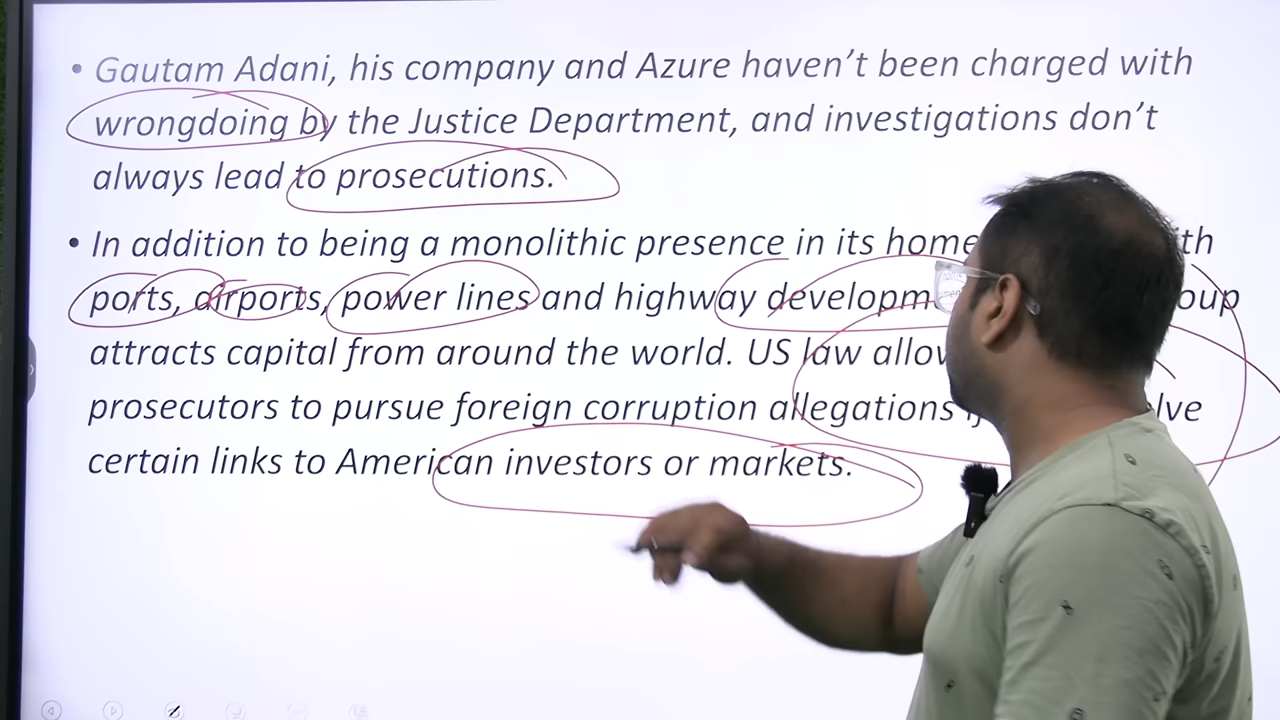 • Gautam Adani, his company and Azure haven’t been charged with
wrongdoing by the Justice Department, and investigations don’t
always lead to prosecutions.
• In addition to being a monolithic presence in its home
ports, airports, power lines and highway
attracts capital from around the world. US law
prosecutors to pursue foreign corruption allegations
certain links to American investors or markets.